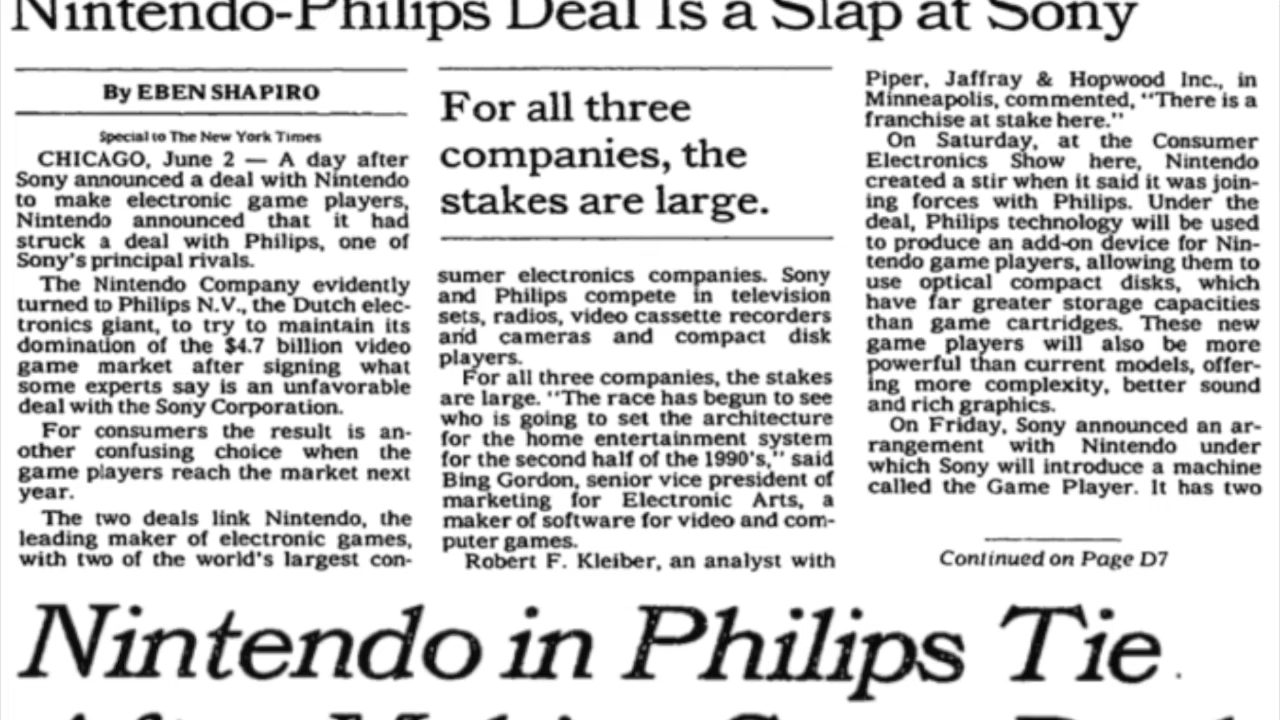 Nintendo-Philips Deal Is a Slap at Sony
By EBEN SHAPIRO
Special to The New York Times
CHICAGO, June 2 — A day after
Sony announced a deal with Nintendo
to make electronic game players,
Nintendo announced that it had
struck a deal with Philips, one of
Sony's principal rivals.
The Nintendo Company evidently
turned to Philips N.V., the Dutch elec-
tronics giant, to try to maintain its
domination of the $4.7 billion video
game market after signing what
some experts say is an unfavorable
deal with the Sony Corporation.
For consumers the result is an-
other confusing choice when the
game players reach the market next
year.
The two deals link Nintendo, the
leading maker of electronic games,
with two of the world's largest con-
For all three
companies, the
stakes are large.
sumer electronics companies. Sony
and Philips compete in television
sets, radios, video cassette recorders
and cameras and compact disk
players.
For all three companies, the stakes
are large. "The race has begun to see
who is going to set the architecture
for the home entertainment system
for the second half of the 1990's," said
Bing Gordon, senior vice president of
marketing for Electronic Arts, a
maker of software for video and com-
puter games.
Robert F. Kleiber, an analyst with
Piper, Jaffray & Hopwood Inc., in
Minneapolis, commented, "There is a
franchise at stake here."
On Saturday, at the Consumer
Electronics Show here, Nintendo
created a stir when it said it was join-
ing forces with Philips. Under the
deal, Philips technology will be used
to produce an add-on device for Nin-
tendo game players, allowing them to
use optical compact disks, which
have far greater storage capacities
than game cartridges. These new
game players will also be more
powerful than current models, offer-
ing more complexity, better sound
and rich graphics.
On Friday, Sony announced an ar-
rangement with Nintendo under
which Sony will introduce a machine
called the Game Player. It has two
Continued on Page D7
Nintendo in Philips Tie